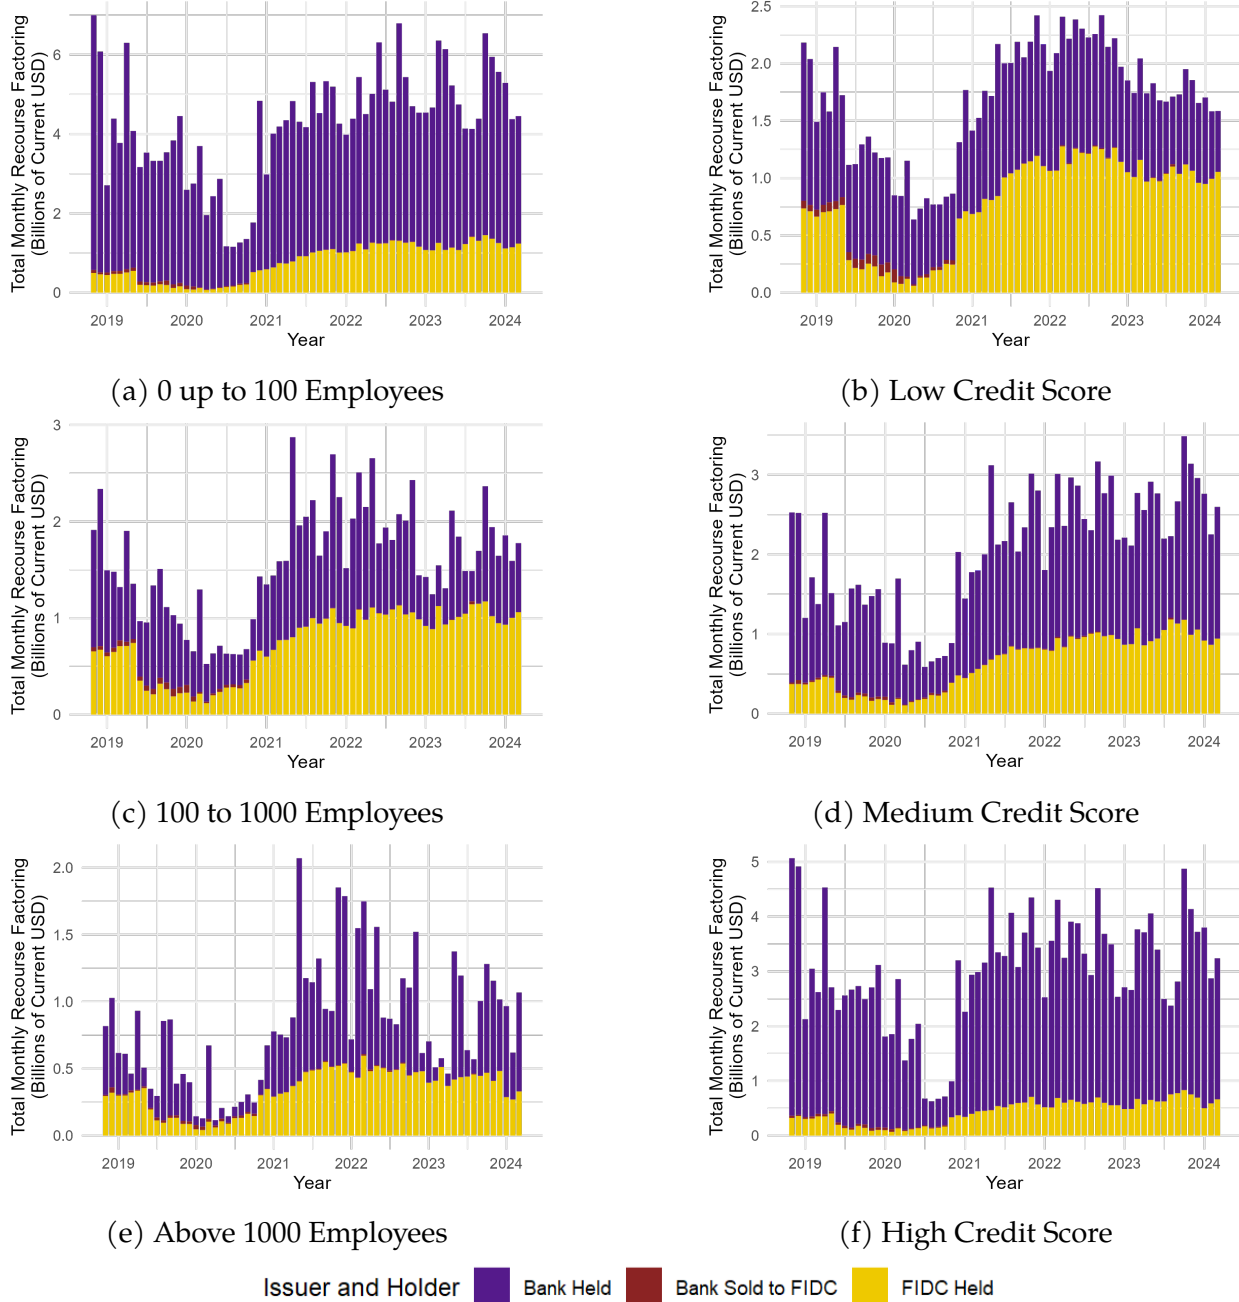 Total Monthly Recourse Factoring
(Billions of Current USD)
6
4
2
0
2019 2020 2021 2022 2023 2024
Year
(a) 0 up to 100 Employees
Total Monthly Recourse Factoring
(Billions of Current USD)
2.5
2.0
1.5
1.0
0.5
0.0
2019 2020 2021 2022 2023 2024
Year
(b) Low Credit Score
Total Monthly Recourse Factoring
(Billions of Current USD)
3
2
1
0
2019 2020 2021 2022 2023 2024
Year
(c) 100 to 1000 Employees
Total Monthly Recourse Factoring
(Billions of Current USD)
3
2
1
0
2019 2020 2021 2022 2023 2024
Year
(d) Medium Credit Score
Total Monthly Recourse Factoring
(Billions of Current USD)
2.0
1.5
1.0
0.5
0.0
2019 2020 2021 2022 2023 2024
Year
(e) Above 1000 Employees
Total Monthly Recourse Factoring
(Billions of Current USD)
5
4
3
2
1
0
2019 2020 2021 2022 2023 2024
Year
(f) High Credit Score
Issuer and Holder Bank Held Bank Sold to FIDC FIDC Held